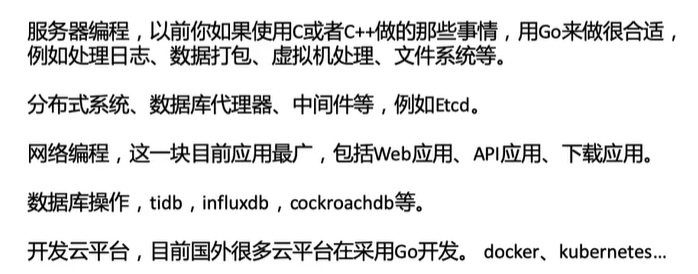 服务器编程，以前你如果使用C或者C++做的那些事情，用Go来做很合适，
例如处理日志、数据打包、虚拟机处理、文件系统等。
分布式系统、数据库代理器、中间件等，例如Etcd。
网络编程，这一块目前应用最广，包括Web应用、API应用、下载应用。
数据库操作，tidb，influxdb，cockroachdb等。
开发云平台，目前国外很多云平台在采用Go开发。 docker、kubernetes...